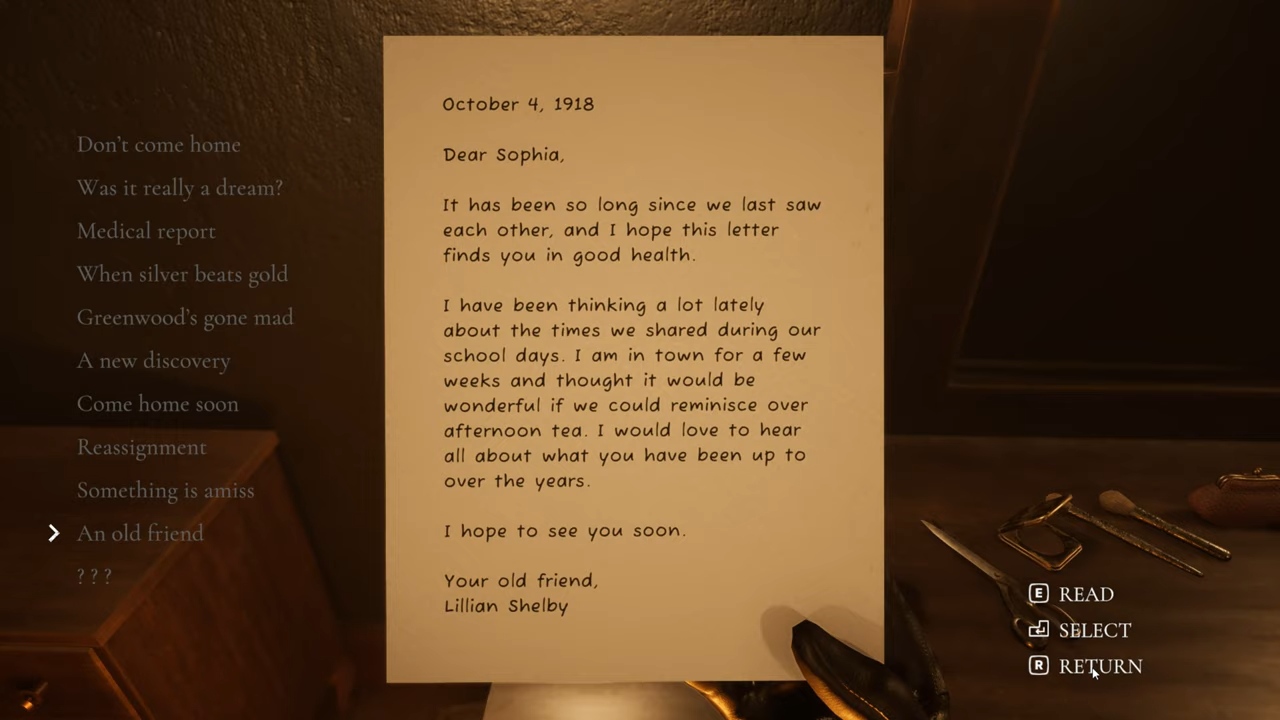 Don't come home
Was it really a dream?
Medical report
When silver beats gold
Greenwood's gone mad
A new discovery
Come home soon
Reassignment
Something is amiss
An old friend
? ? ?
October 4, 1918
Dear Sophia,
It has been so long since we last saw
each other, and I hope this letter
finds you in good health.
I have been thinking a lot lately
about the times we shared during our
school days. I am in town for a few
weeks and thought it would be
wonderful if we could reminisce over
afternoon tea. I would love to hear
all about what you have been up to
over the years.
I hope to see you soon.
Your old friend,
Lillian Shelby
E READ
SELECT
R RETURN